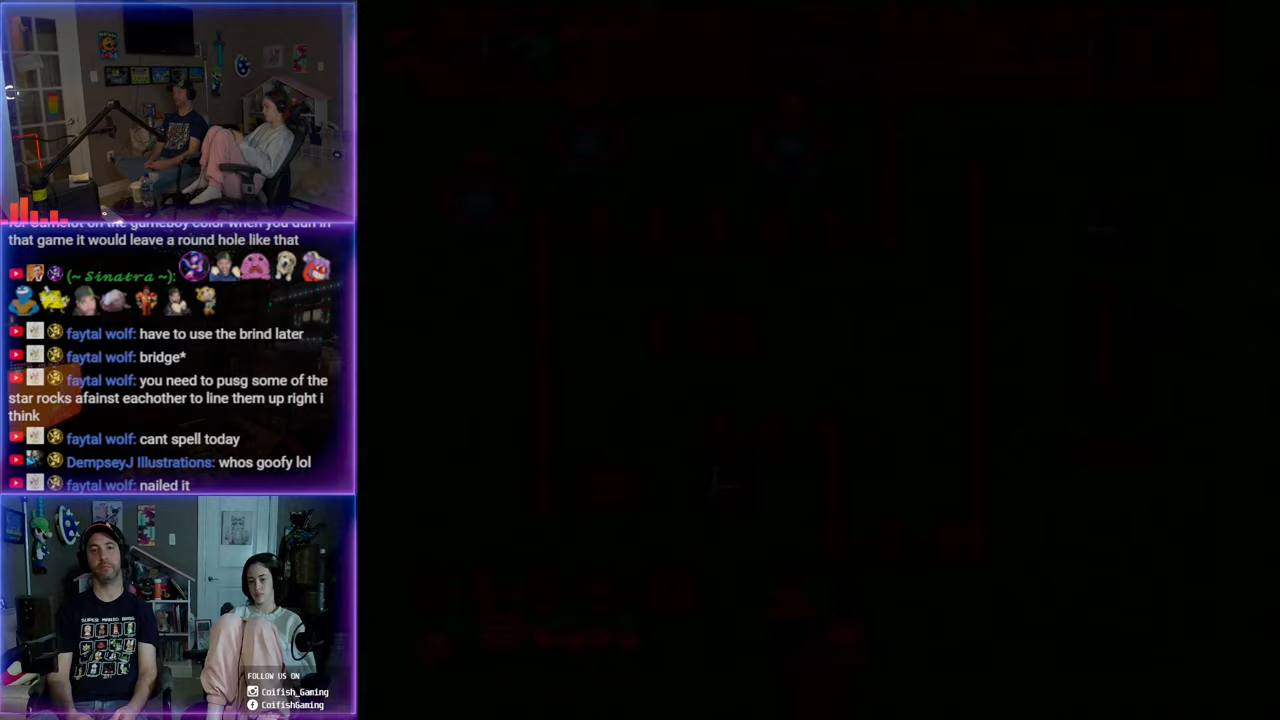 that game it would leave a round hole like that
(~ Sinatra ~):
faytal wolf: have to use the brind later
faytal wolf: bridge*
faytal wolf: you need to pusg some of the
star rocks afainst eachother to line them up right i
think
faytal wolf: cant spell today
DempseyJ Illustrations: whos goofy lol
faytal wolf: nailed it
SUPER MARIO BROS.
FOLLOW US ON
Coifish_Gaming
CoifishGaming